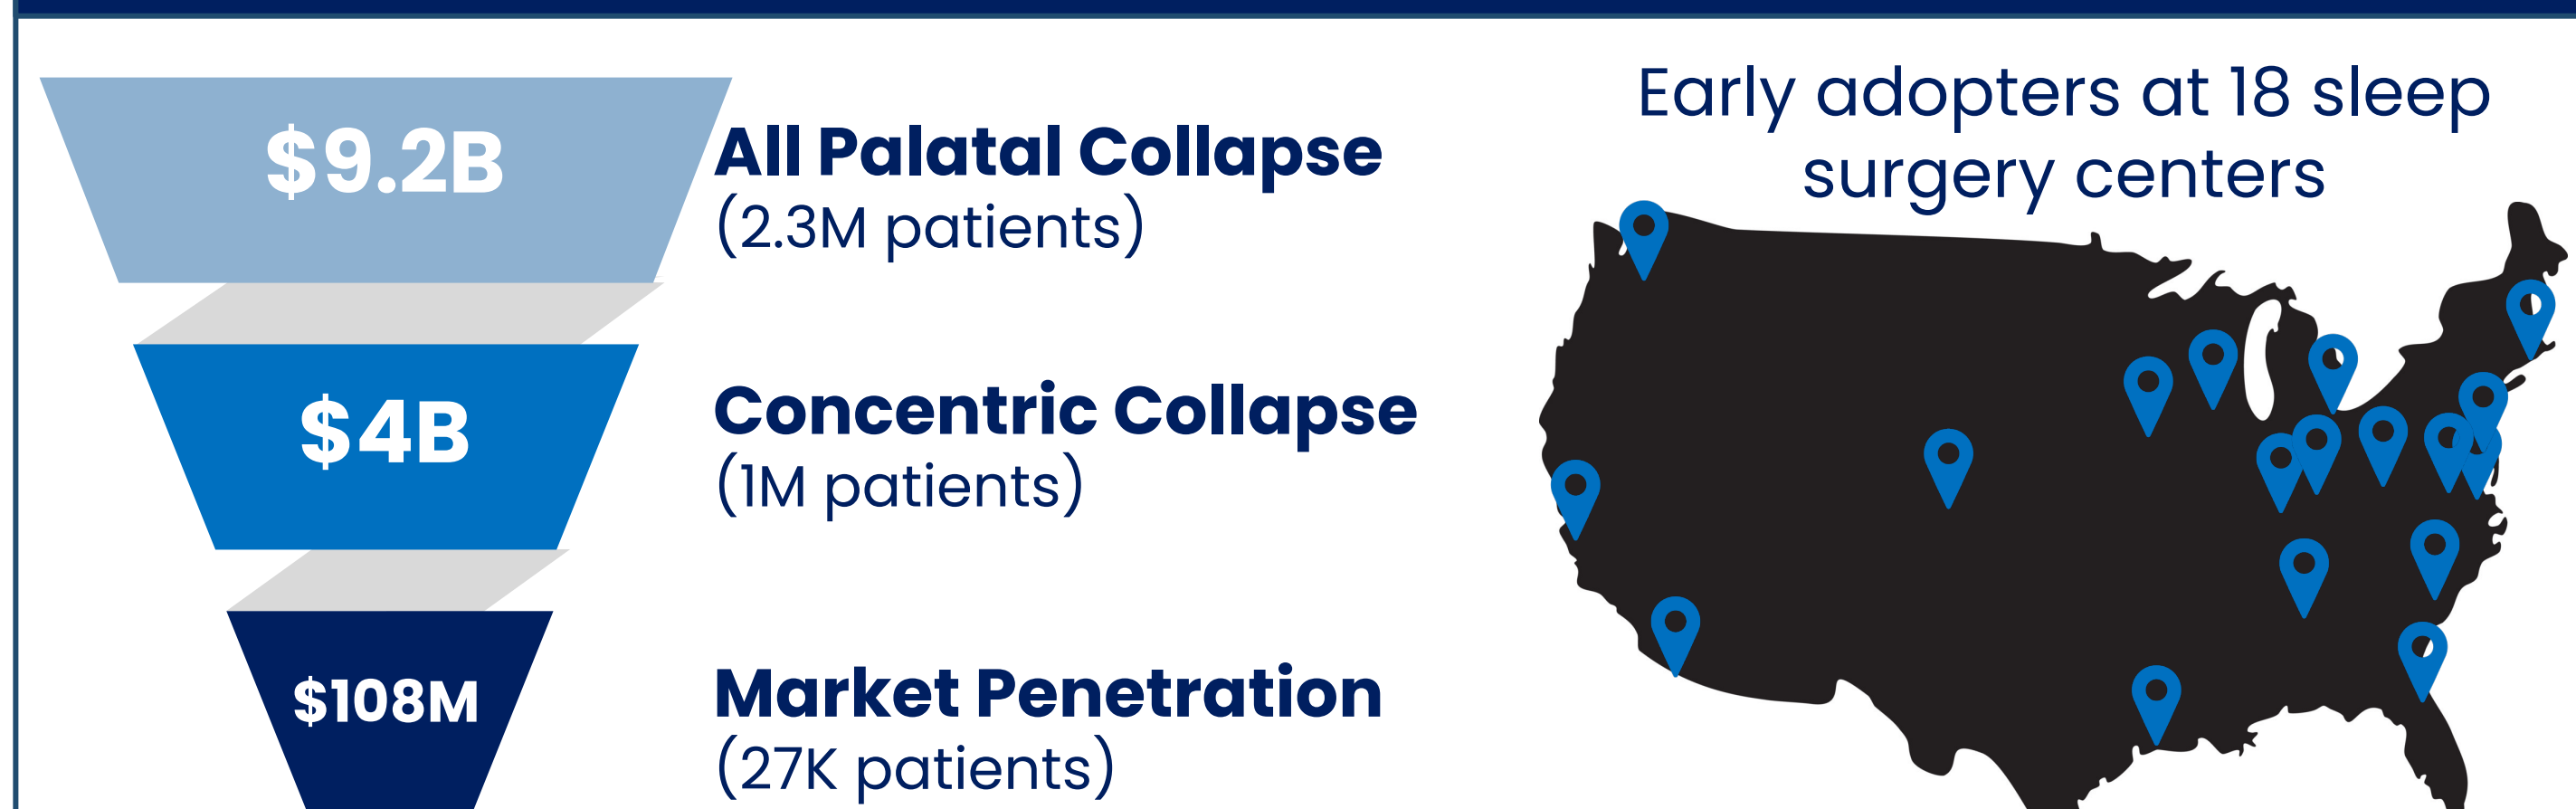 $9.2B
All Palatal Collapse
(2.3M patients)
$4B
Concentric Collapse
(1M patients)
$108M
Market Penetration
(27K patients)
Early adopters at 18 sleep
surgery centers